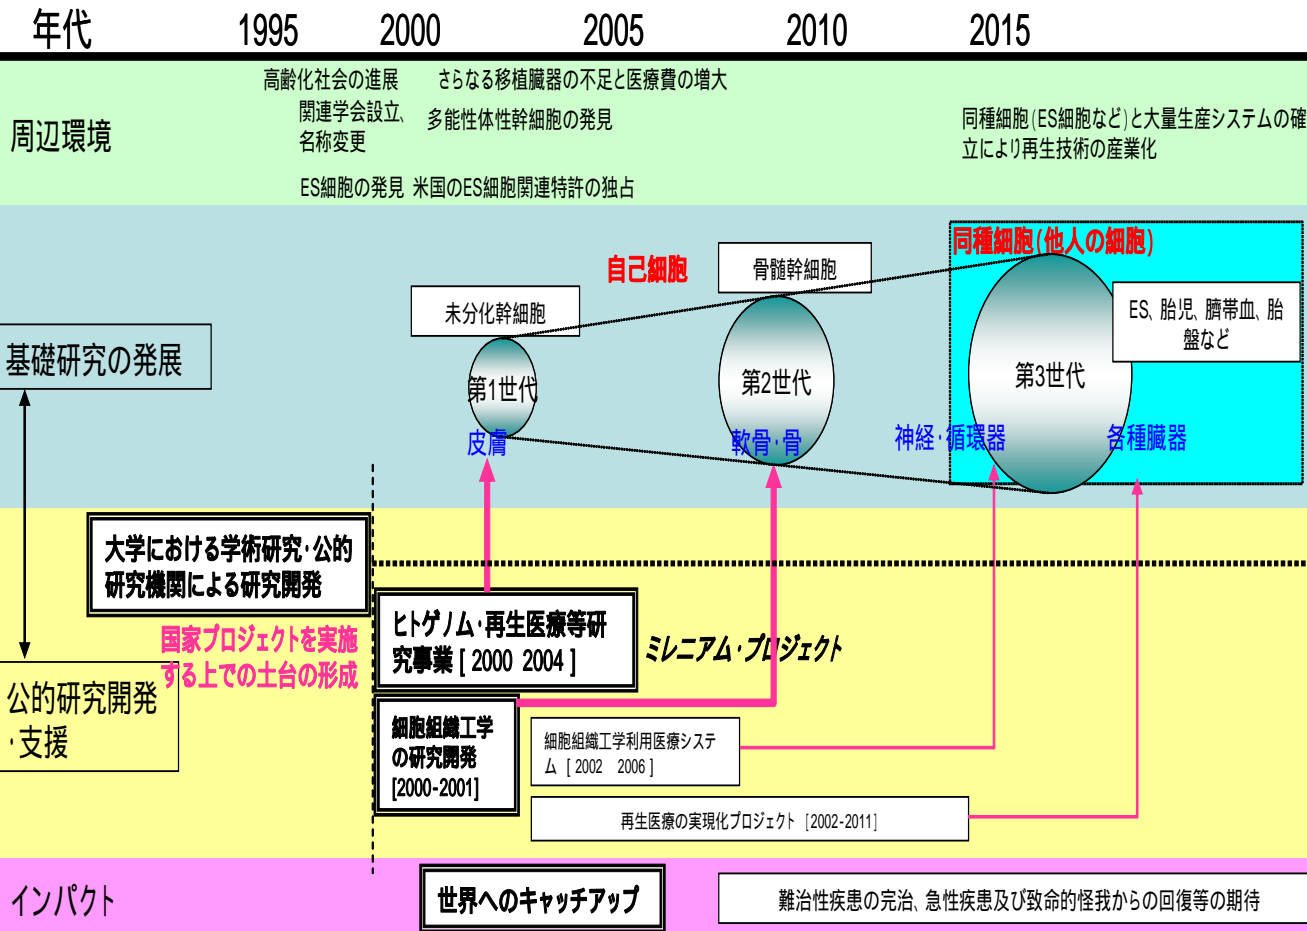 年代 1995 2000 2005 2010 2015
周辺環境
高齢化社会の進展
さらなる移植臓器の不足と医療費の増大
関連学会設立、
名称変更
多能性体性幹細胞の発見
ES細胞の発見
米国のES細胞関連特許の独占
同種細胞(ES細胞など)と大量生産システムの確
立により再生技術の産業化
基礎研究の発展
自己細胞
同種細胞(他人の細胞)
未分化幹細胞
骨髄幹細胞
ES、胎児、臍帯血、胎
盤など
第1世代
第2世代
第3世代
皮膚
軟骨・骨
神経・循環器
各種臓器
大学における学術研究・公的
研究機関による研究開発
国家プロジェクトを実施
する上での土台の形成
公的研究開発
・支援
ヒトゲノム・再生医療等研
究事業 [ 2000 2004 ]
ミレニアム・プロジェクト
細胞組織工学
の研究開発
[2000-2001]
細胞組織工学利用医療システ
ム [ 2002 2006 ]
再生医療の実現化プロジェクト [2002-2011]
インパクト
世界へのキャッチアップ
難治性疾患の完治、急性疾患及び致命的怪我からの回復等の期待